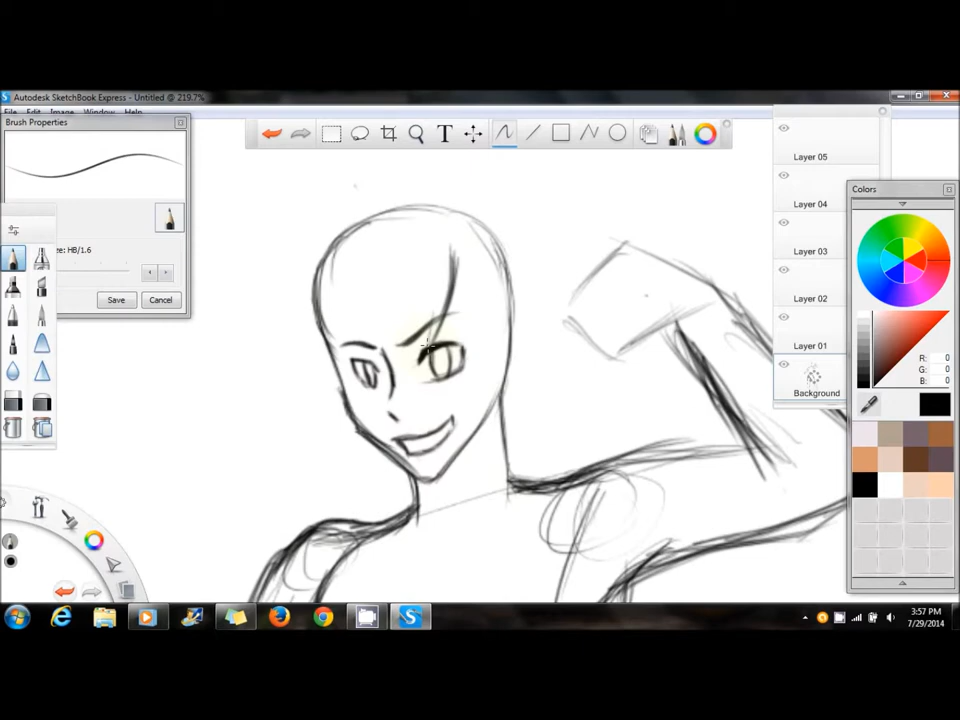 Autodesk SketchBook Express - Untitled @ 219.7%
File Edit Image Window Help
Brush Properties
T
ze: HB/1.6
Save Cancel
Layer 05
Layer 04
Layer 03
Layer 02
Layer 01
Background
Colors
R 0
G 0
B 0
3:57 PM
7/29/2014